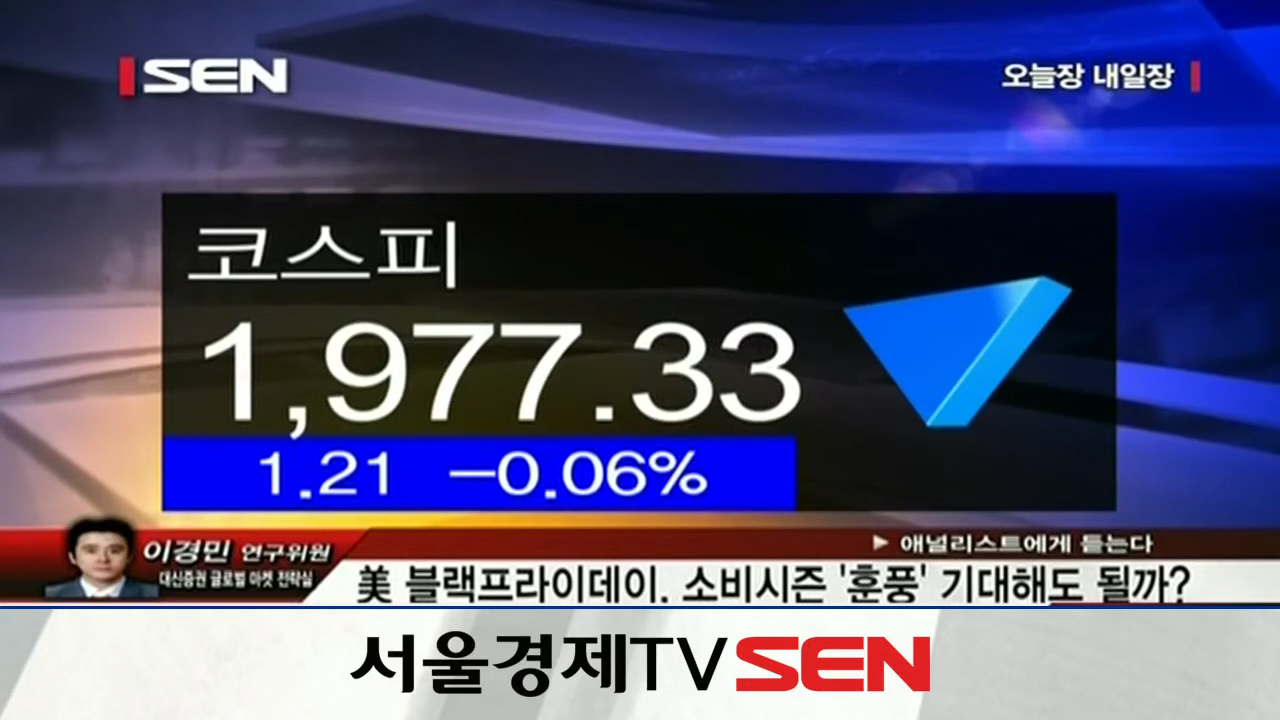 SEN
오늘장 내일장
코스피
1,977.33
1.21 -0.06%
이경민 연구위원
대신증권 글로벌 마켓 전략실
▶ 애널리스트에게 듣는다
美 블랙프라이데이. 소비시즌 '훈풍' 기대해도 될까?
서울경제TV SEN